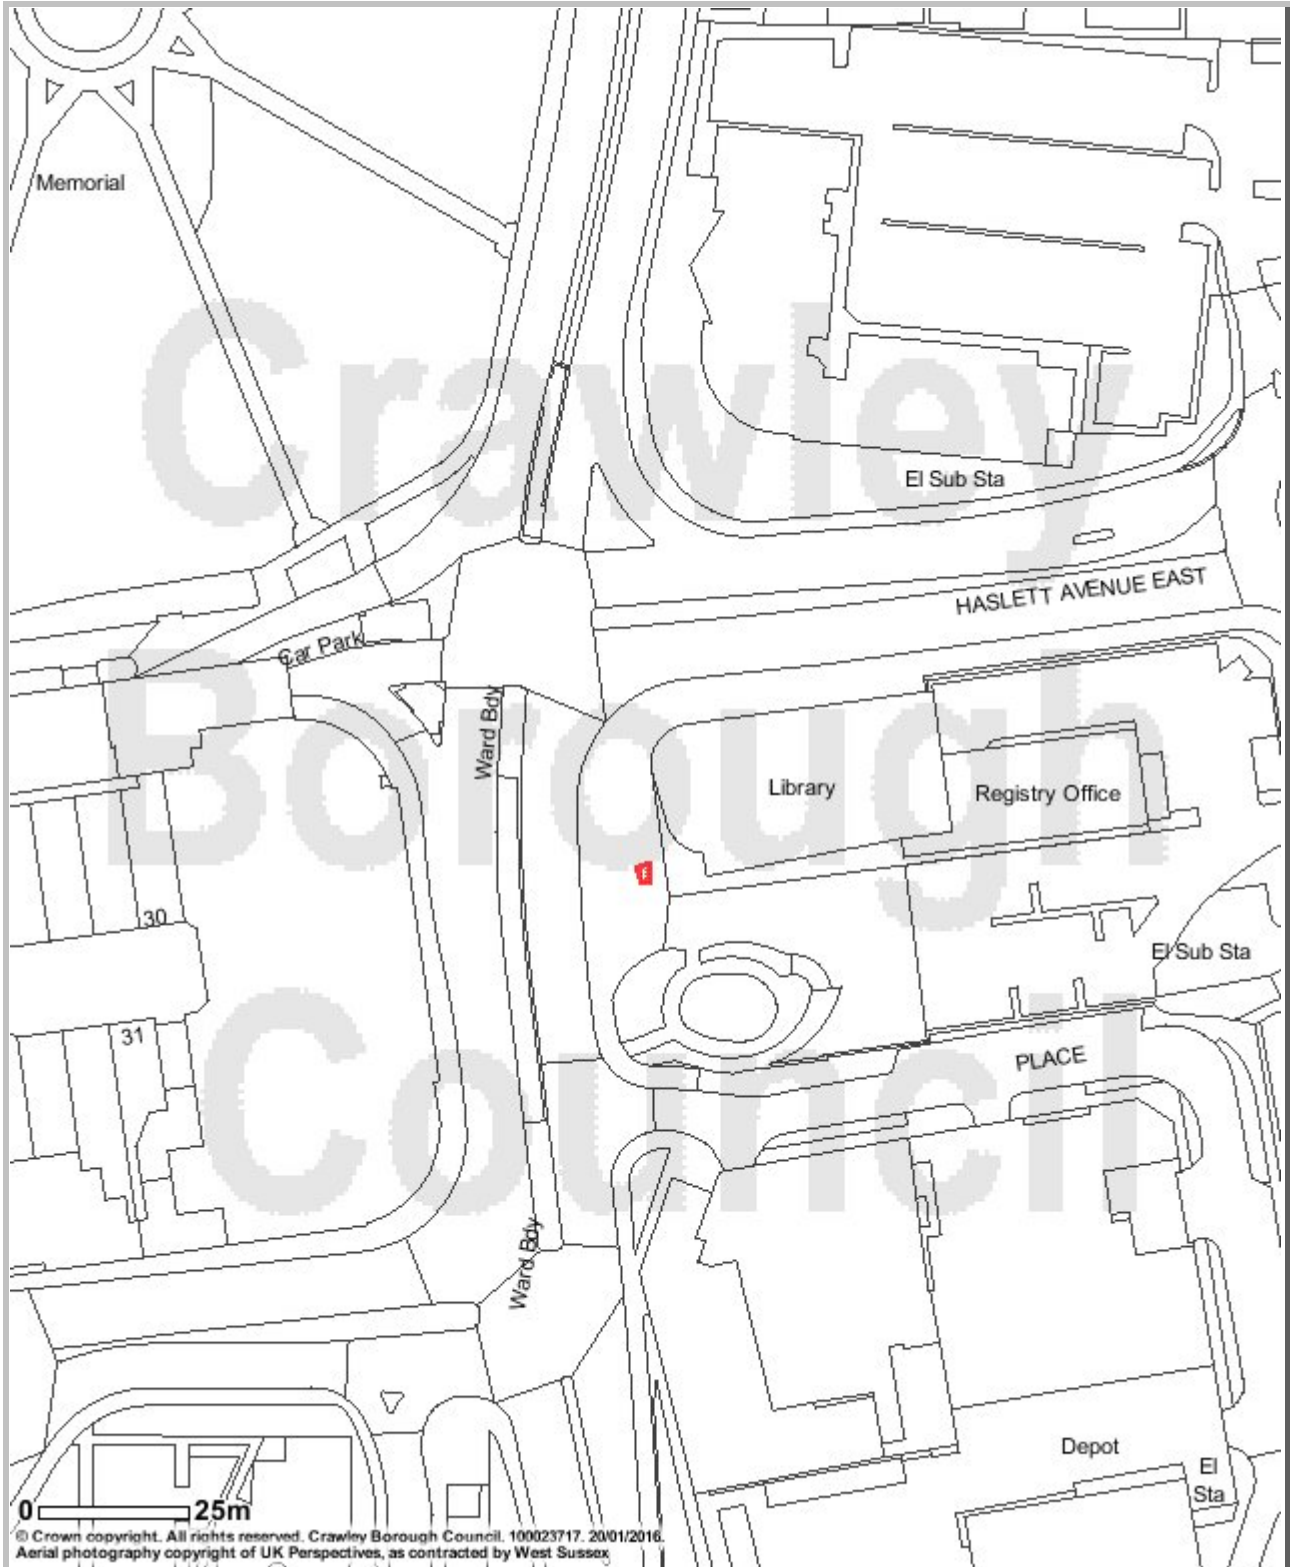 Memorial
Crawley
El Sub Sta
HASLETT AVENUE EAST
Car Park
Borough
Ward Bdy
Library
Registry Office
30
El Sub Sta
Council
31
PLACE
Ward Bdy
Depot
El
Sta
0 25m
© Crown copyright. All rights reserved. Crawley Borough Council. 100023717. 20/01/2016.
Aerial photography copyright of UK Perspectives, as contracted by West Sussex